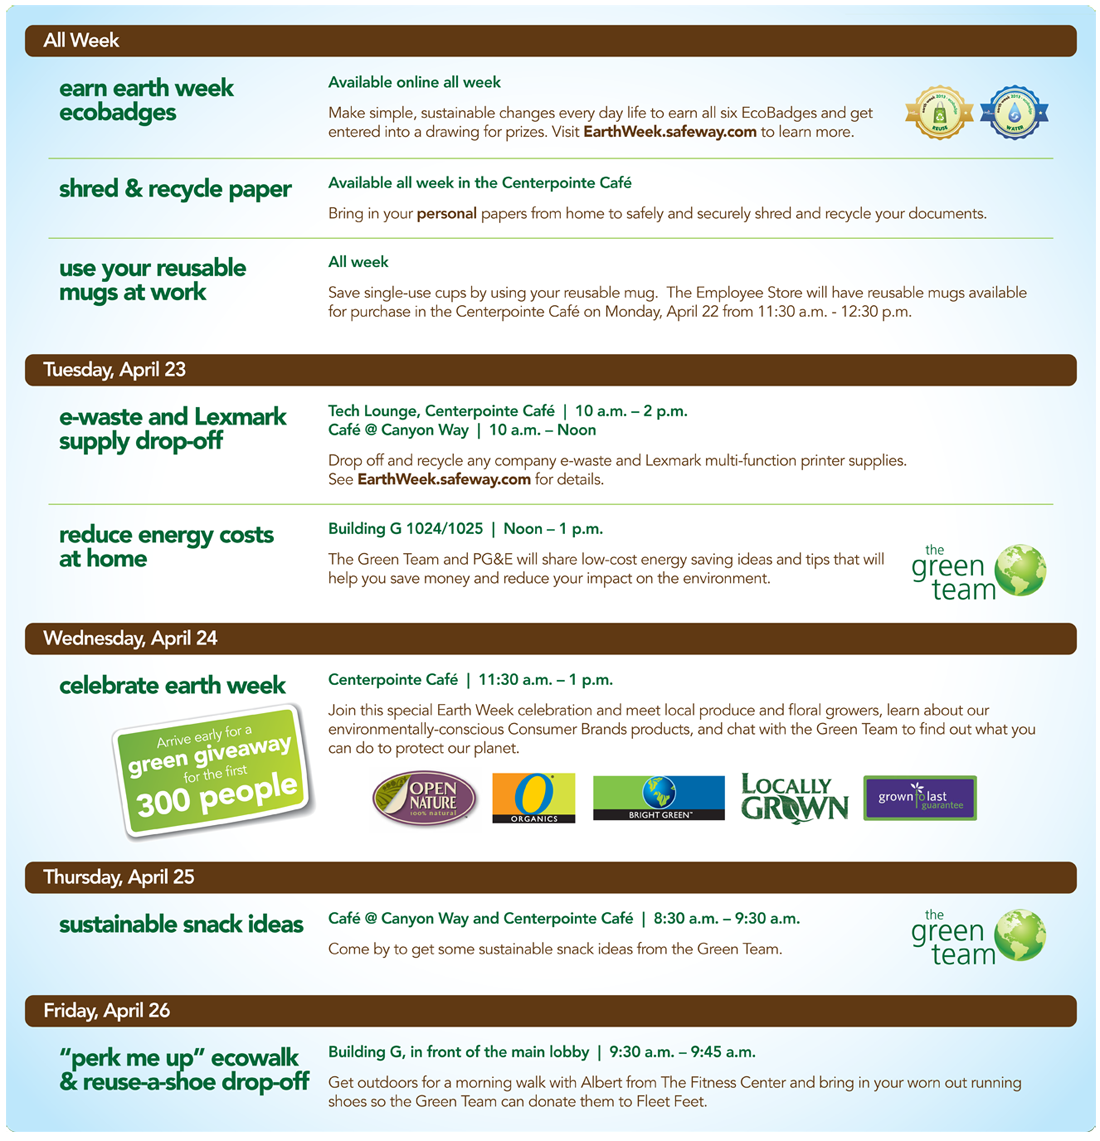 All Week
earn earth week
ecobadges
Available online all week
Make simple, sustainable changes every day life to earn all six EcoBadges and get
entered into a drawing for prizes. Visit EarthWeek.safeway.com to learn more.
REUSE
WATER
shred & recycle paper
Available all week in the Centerpointe Café
Bring in your personal papers from home to safely and securely shred and recycle your documents.
use your reusable
mugs at work
All week
Save single-use cups by using your reusable mug.  The Employee Store will have reusable mugs available
for purchase in the Centerpointe Café on Monday, April 22 from 11:30 a.m. - 12:30 p.m.
Tuesday, April 23
e-waste and Lexmark
supply drop-off
Tech Lounge, Centerpointe Café | 10 a.m. – 2 p.m.
Café @ Canyon Way | 10 a.m. – Noon
Drop off and recycle any company e-waste and Lexmark multi-function printer supplies.
See EarthWeek.safeway.com for details.
reduce energy costs
at home
Building G 1024/1025 | Noon – 1 p.m.
The Green Team and PG&E will share low-cost energy saving ideas and tips that will
help you save money and reduce your impact on the environment.
the
green
team
Wednesday, April 24
celebrate earth week
Arrive early for a
green giveaway
for the first
300 people
Centerpointe Café | 11:30 a.m. – 1 p.m.
Join this special Earth Week celebration and meet local produce and floral growers, learn about our
environmentally-conscious Consumer Brands products, and chat with the Green Team to find out what you
can do to protect our planet.
OPEN
NATURE
100% natural
O
ORGANICS
BRIGHT GREEN™
LOCALLY
GROWN
grown to last
guarantee
Thursday, April 25
sustainable snack ideas
Café @ Canyon Way and Centerpointe Café | 8:30 a.m. – 9:30 a.m.
Come by to get some sustainable snack ideas from the Green Team.
the
green
team
Friday, April 26
“perk me up” ecowalk
& reuse-a-shoe drop-off
Building G, in front of the main lobby | 9:30 a.m. – 9:45 a.m.
Get outdoors for a morning walk with Albert from The Fitness Center and bring in your worn out running
shoes so the Green Team can donate them to Fleet Feet.